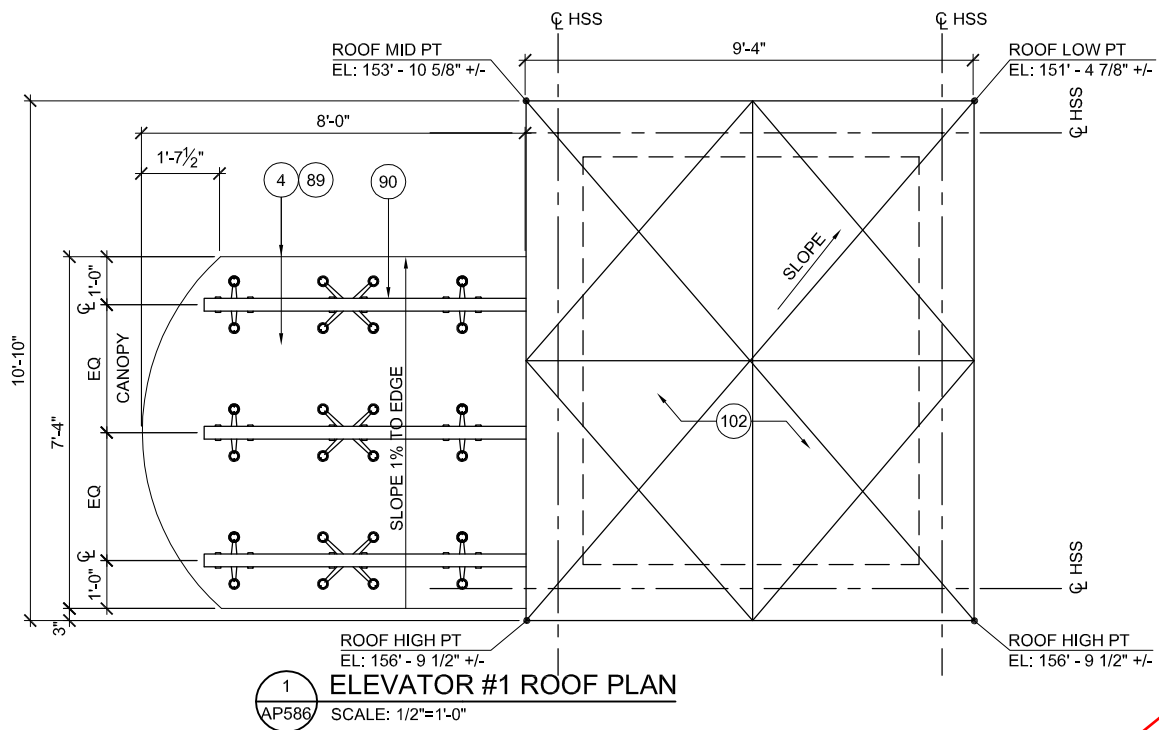 ℄ HSS
℄ HSS
ROOF MID PT
EL: 153' - 10 5/8" +/-
9'-4"
ROOF LOW PT
EL: 151' - 4 7/8" +/-
8'-0"
℄ HSS
1'-7½"
4
89
90
SLOPE
1'-0"
℄
CANOPY
EQ
10'-10"
7'-4"
SLOPE 1% TO EDGE
102
EQ
℄
1'-0"
3"
℄ HSS
ROOF HIGH PT
EL: 156' - 9 1/2" +/-
ROOF HIGH PT
EL: 156' - 9 1/2" +/-
1
AP586
ELEVATOR #1 ROOF PLAN
SCALE: 1/2"=1'-0"